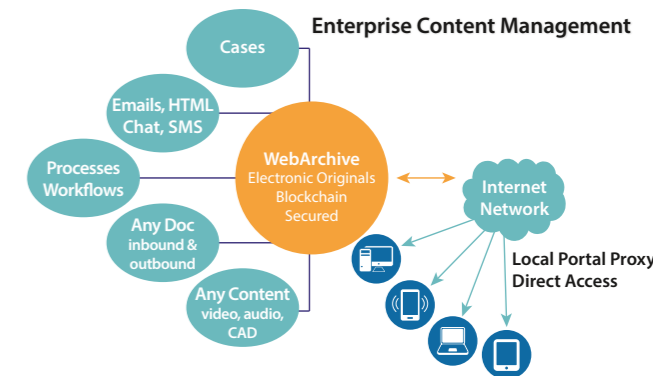 Enterprise Content Management
Cases
Emails, HTML
Chat, SMS
Processes
Workflows
Any Doc
inbound &
outbound
Any Content
video, audio,
CAD
WebArchive
Electronic Originals
Blockchain
Secured
Internet
Network
Local Portal Proxy
Direct Access